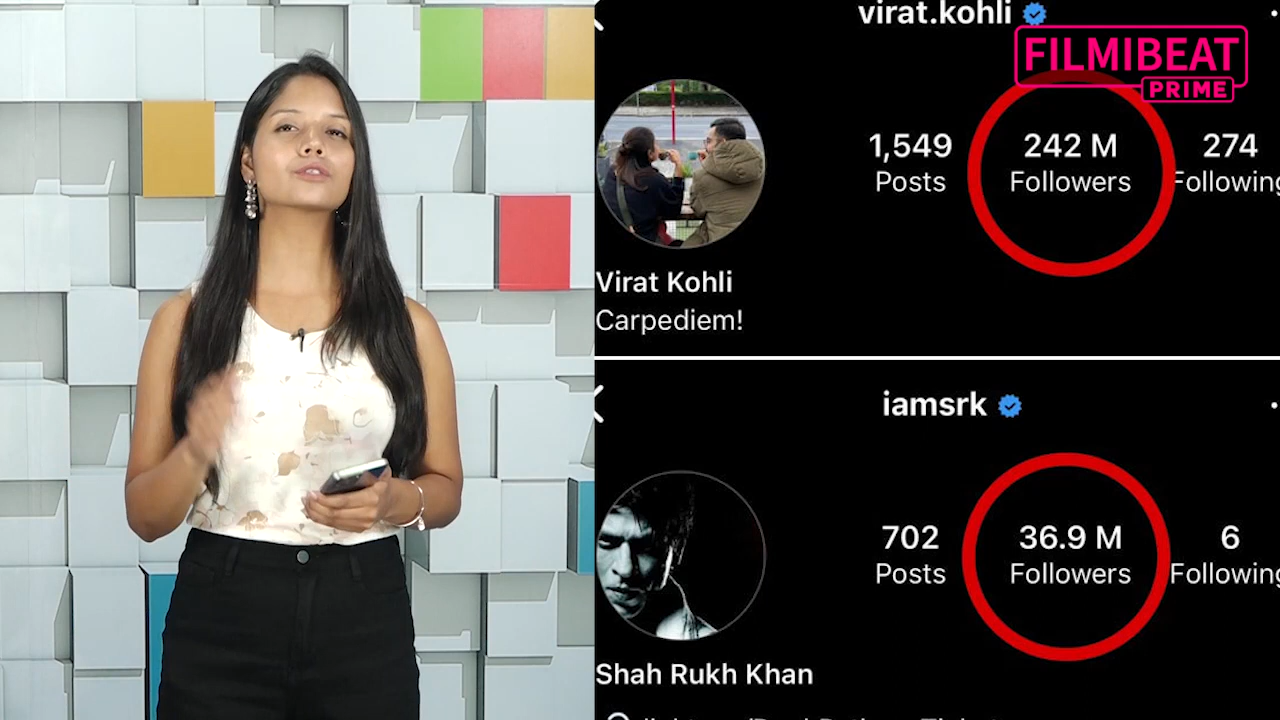 virat.kohli
FILMIBEAT
PRIME
1,549
Posts
242 M
Followers
274
Following
Virat Kohli
Carpediem!
iamsrk
702
Posts
36.9 M
Followers
6
Following
Shah Rukh Khan